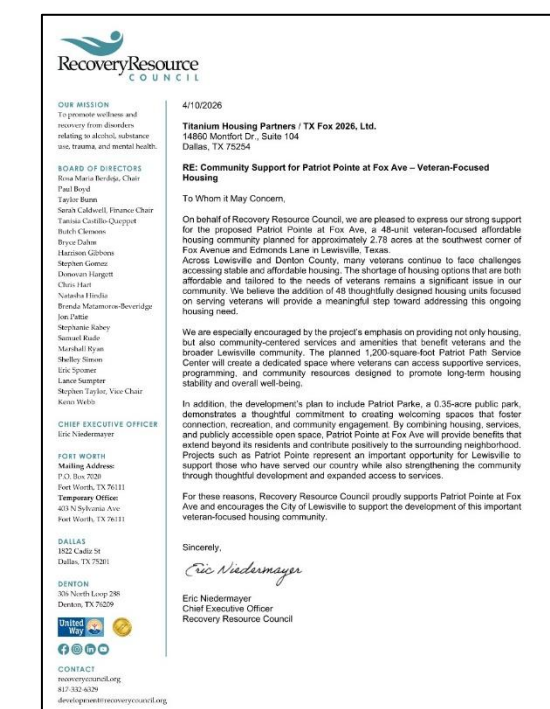 RecoveryResource
COUNCIL
OUR MISSION
To promote wellness and
recovery from disorders
relating to alcohol, substance
use, trauma, and mental health.
BOARD OF DIRECTORS
Rosa Maria Berdeja, Chair
Paul Boyd
Taylor Bunn
Sarah Caldwell, Finance Chair
Tanisia Castillo-Queppet
Butch Clemons
Bryce Dahm
Harrison Gibbons
Stephen Gomez
Donovan Hargott
Chris Hart
Natasha Hindia
Brenda Matamoros-Beveridge
Jon Pattie
Stephanie Rabey
Samuel Rude
Marshall Ryan
Shelley Simon
Eric Spomer
Lance Sumpter
Stephen Taylor, Vice Chair
Keno Webb
CHIEF EXECUTIVE OFFICER
Eric Niedermayer
FORT WORTH
Mailing Address:
P.O. Box 7028
Fort Worth, TX 76111
Temporary Office:
403 N Sylvania Ave
Fort Worth, TX 76111
DALLAS
1822 Cadiz St
Dallas, TX 75201
DENTON
306 North Loop 288
Denton, TX 76209
United
Way
CONTACT
recoverycouncil.org
817-332-6329
development@recoverycouncil.org
4/10/2026
Titanium Housing Partners / TX Fox 2026, Ltd.
14860 Montfort Dr., Suite 104
Dallas, TX 75254
RE: Community Support for Patriot Pointe at Fox Ave – Veteran-Focused
Housing
To Whom it May Concern,
On behalf of Recovery Resource Council, we are pleased to express our strong support
for the proposed Patriot Pointe at Fox Ave, a 48-unit veteran-focused affordable
housing community planned for approximately 2.78 acres at the southwest corner of
Fox Avenue and Edmonds Lane in Lewisville, Texas.
Across Lewisville and Denton County, many veterans continue to face challenges
accessing stable and affordable housing. The shortage of housing options that are both
affordable and tailored to the needs of veterans remains a significant issue in our
community. We believe the addition of 48 thoughtfully designed housing units focused
on serving veterans will provide a meaningful step toward addressing this ongoing
housing need.
We are especially encouraged by the project's emphasis on providing not only housing,
but also community-centered services and amenities that benefit veterans and the
broader Lewisville community. The planned 1,200-square-foot Patriot Path Service
Center will create a dedicated space where veterans can access supportive services,
programming, and community resources designed to promote long-term housing
stability and overall well-being.
In addition, the development's plan to include Patriot Parke, a 0.35-acre public park,
demonstrates a thoughtful commitment to creating welcoming spaces that foster
connection, recreation, and community engagement. By combining housing, services,
and publicly accessible open space, Patriot Pointe at Fox Ave will provide benefits that
extend beyond its residents and contribute positively to the surrounding neighborhood.
Projects such as Patriot Pointe represent an important opportunity for Lewisville to
support those who have served our country while also strengthening the community
through thoughtful development and expanded access to services.
For these reasons, Recovery Resource Council proudly supports Patriot Pointe at Fox
Ave and encourages the City of Lewisville to support the development of this important
veteran-focused housing community.
Sincerely,
Eric Niedermayer
Eric Niedermayer
Chief Executive Officer
Recovery Resource Council